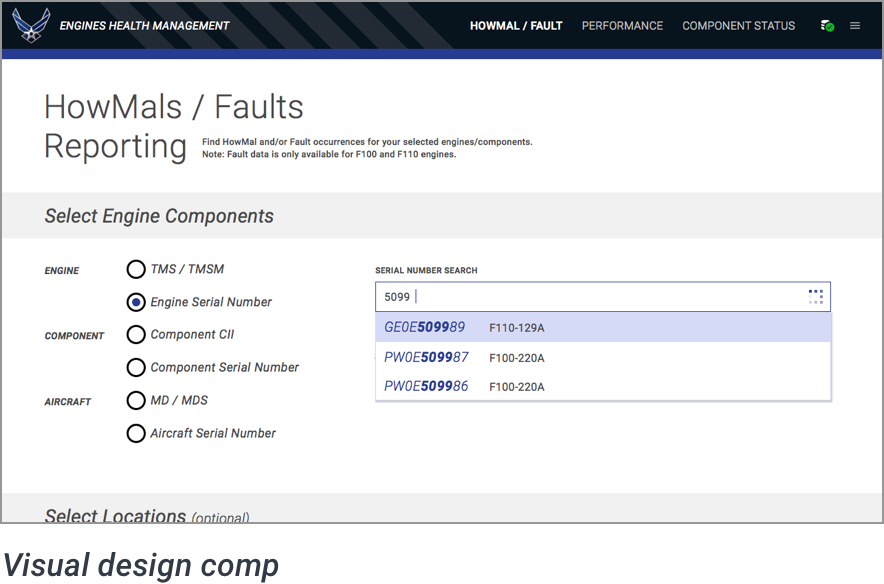 ENGINES HEALTH MANAGEMENT
HOWMAL / FAULT
PERFORMANCE
COMPONENT STATUS
HowMals / Faults
Reporting
Find HowMal and/or Fault occurrences for your selected engines/components.
Note: Fault data is only available for F100 and F110 engines.
Select Engine Components
ENGINE
TMS / TMSM
Engine Serial Number
COMPONENT
Component CII
Component Serial Number
AIRCRAFT
MD / MDS
Aircraft Serial Number
SERIAL NUMBER SEARCH
5099
GE0E509989 F110-129A
PW0E509987 F100-220A
PW0E509986 F100-220A
Select Locations (optional)
Visual design comp